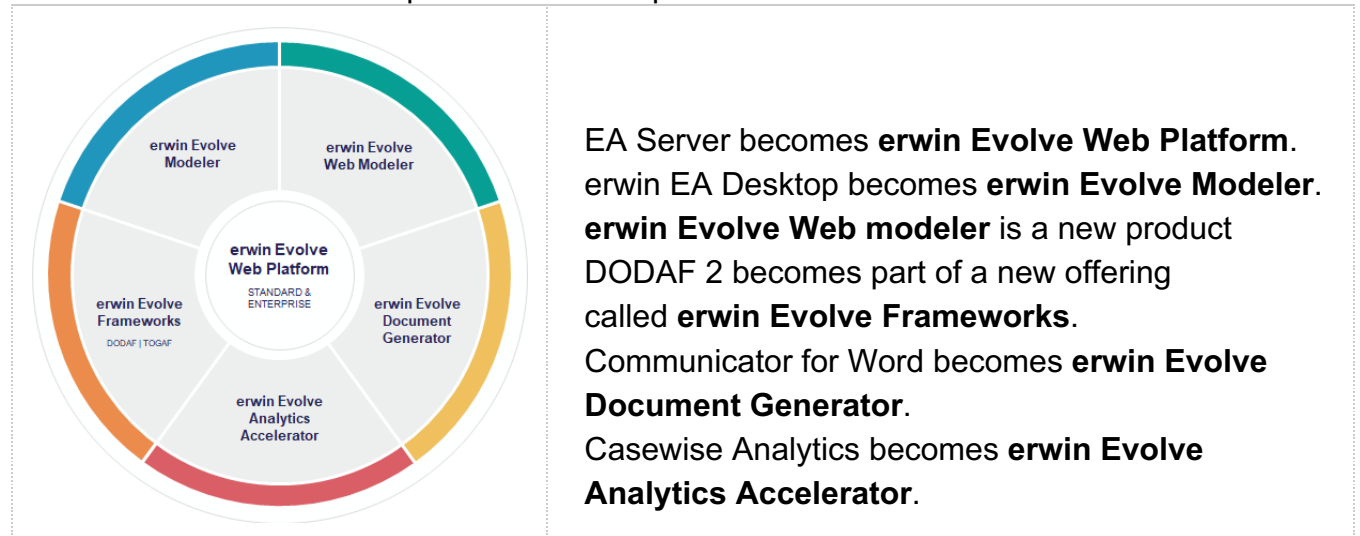 erwin Evolve
Modeler
erwin Evolve
Web Modeler
erwin Evolve
Web Platform
STANDARD &
ENTERPRISE
erwin Evolve
Frameworks
DODAF | TOGAF
erwin Evolve
Document
Generator
erwin Evolve
Analytics
Accelerator
EA Server becomes erwin Evolve Web Platform.
erwin EA Desktop becomes erwin Evolve Modeler.
erwin Evolve Web modeler is a new product
DODAF 2 becomes part of a new offering
called erwin Evolve Frameworks.
Communicator for Word becomes erwin Evolve
Document Generator.
Casewise Analytics becomes erwin Evolve
Analytics Accelerator.